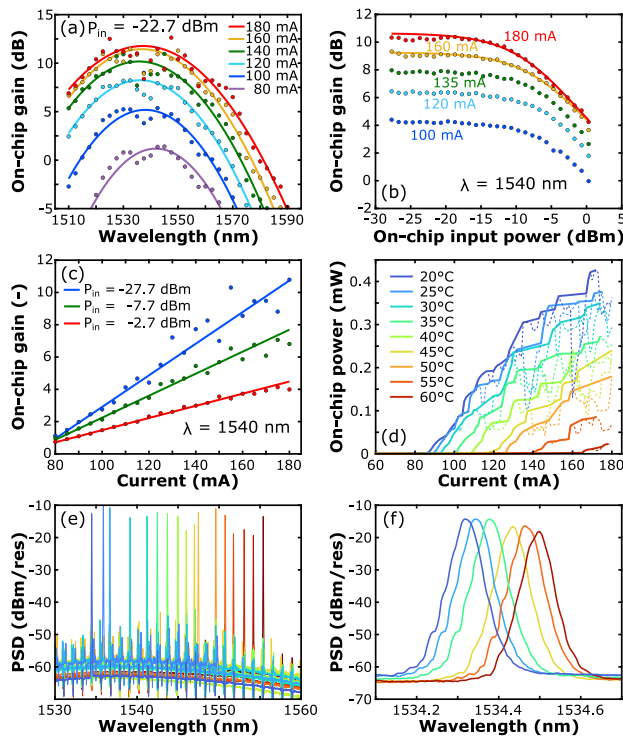 (a) P_in = -22.7 dBm
180 mA
160 mA
140 mA
120 mA
100 mA
80 mA
On-chip gain (dB)
15
10
5
0
-5
1510 1530 1550 1570 1590
Wavelength (nm)
180 mA
160 mA
135 mA
120 mA
100 mA
(b) λ = 1540 nm
On-chip gain (dB)
12
10
8
6
4
2
0
-2
-30 -25 -20 -15 -10 -5 0 5
On-chip input power (dBm)
(c)
P_in = -27.7 dBm
P_in = -7.7 dBm
P_in = -2.7 dBm
λ = 1540 nm
On-chip gain (-)
12
10
8
6
4
2
0
80 100 120 140 160 180
Current (mA)
20°C
25°C
30°C
35°C
40°C
45°C
50°C
55°C
60°C
(d)
On-chip power (mW)
0.4
0.3
0.2
0.1
0
60 80 100 120 140 160 180
Current (mA)
(e)
PSD (dBm/res)
-10
-20
-30
-40
-50
-60
1530 1540 1550 1560
Wavelength (nm)
(f)
PSD (dBm/res)
-10
-20
-30
-40
-50
-60
-70
1534.2 1534.4 1534.6
Wavelength (nm)